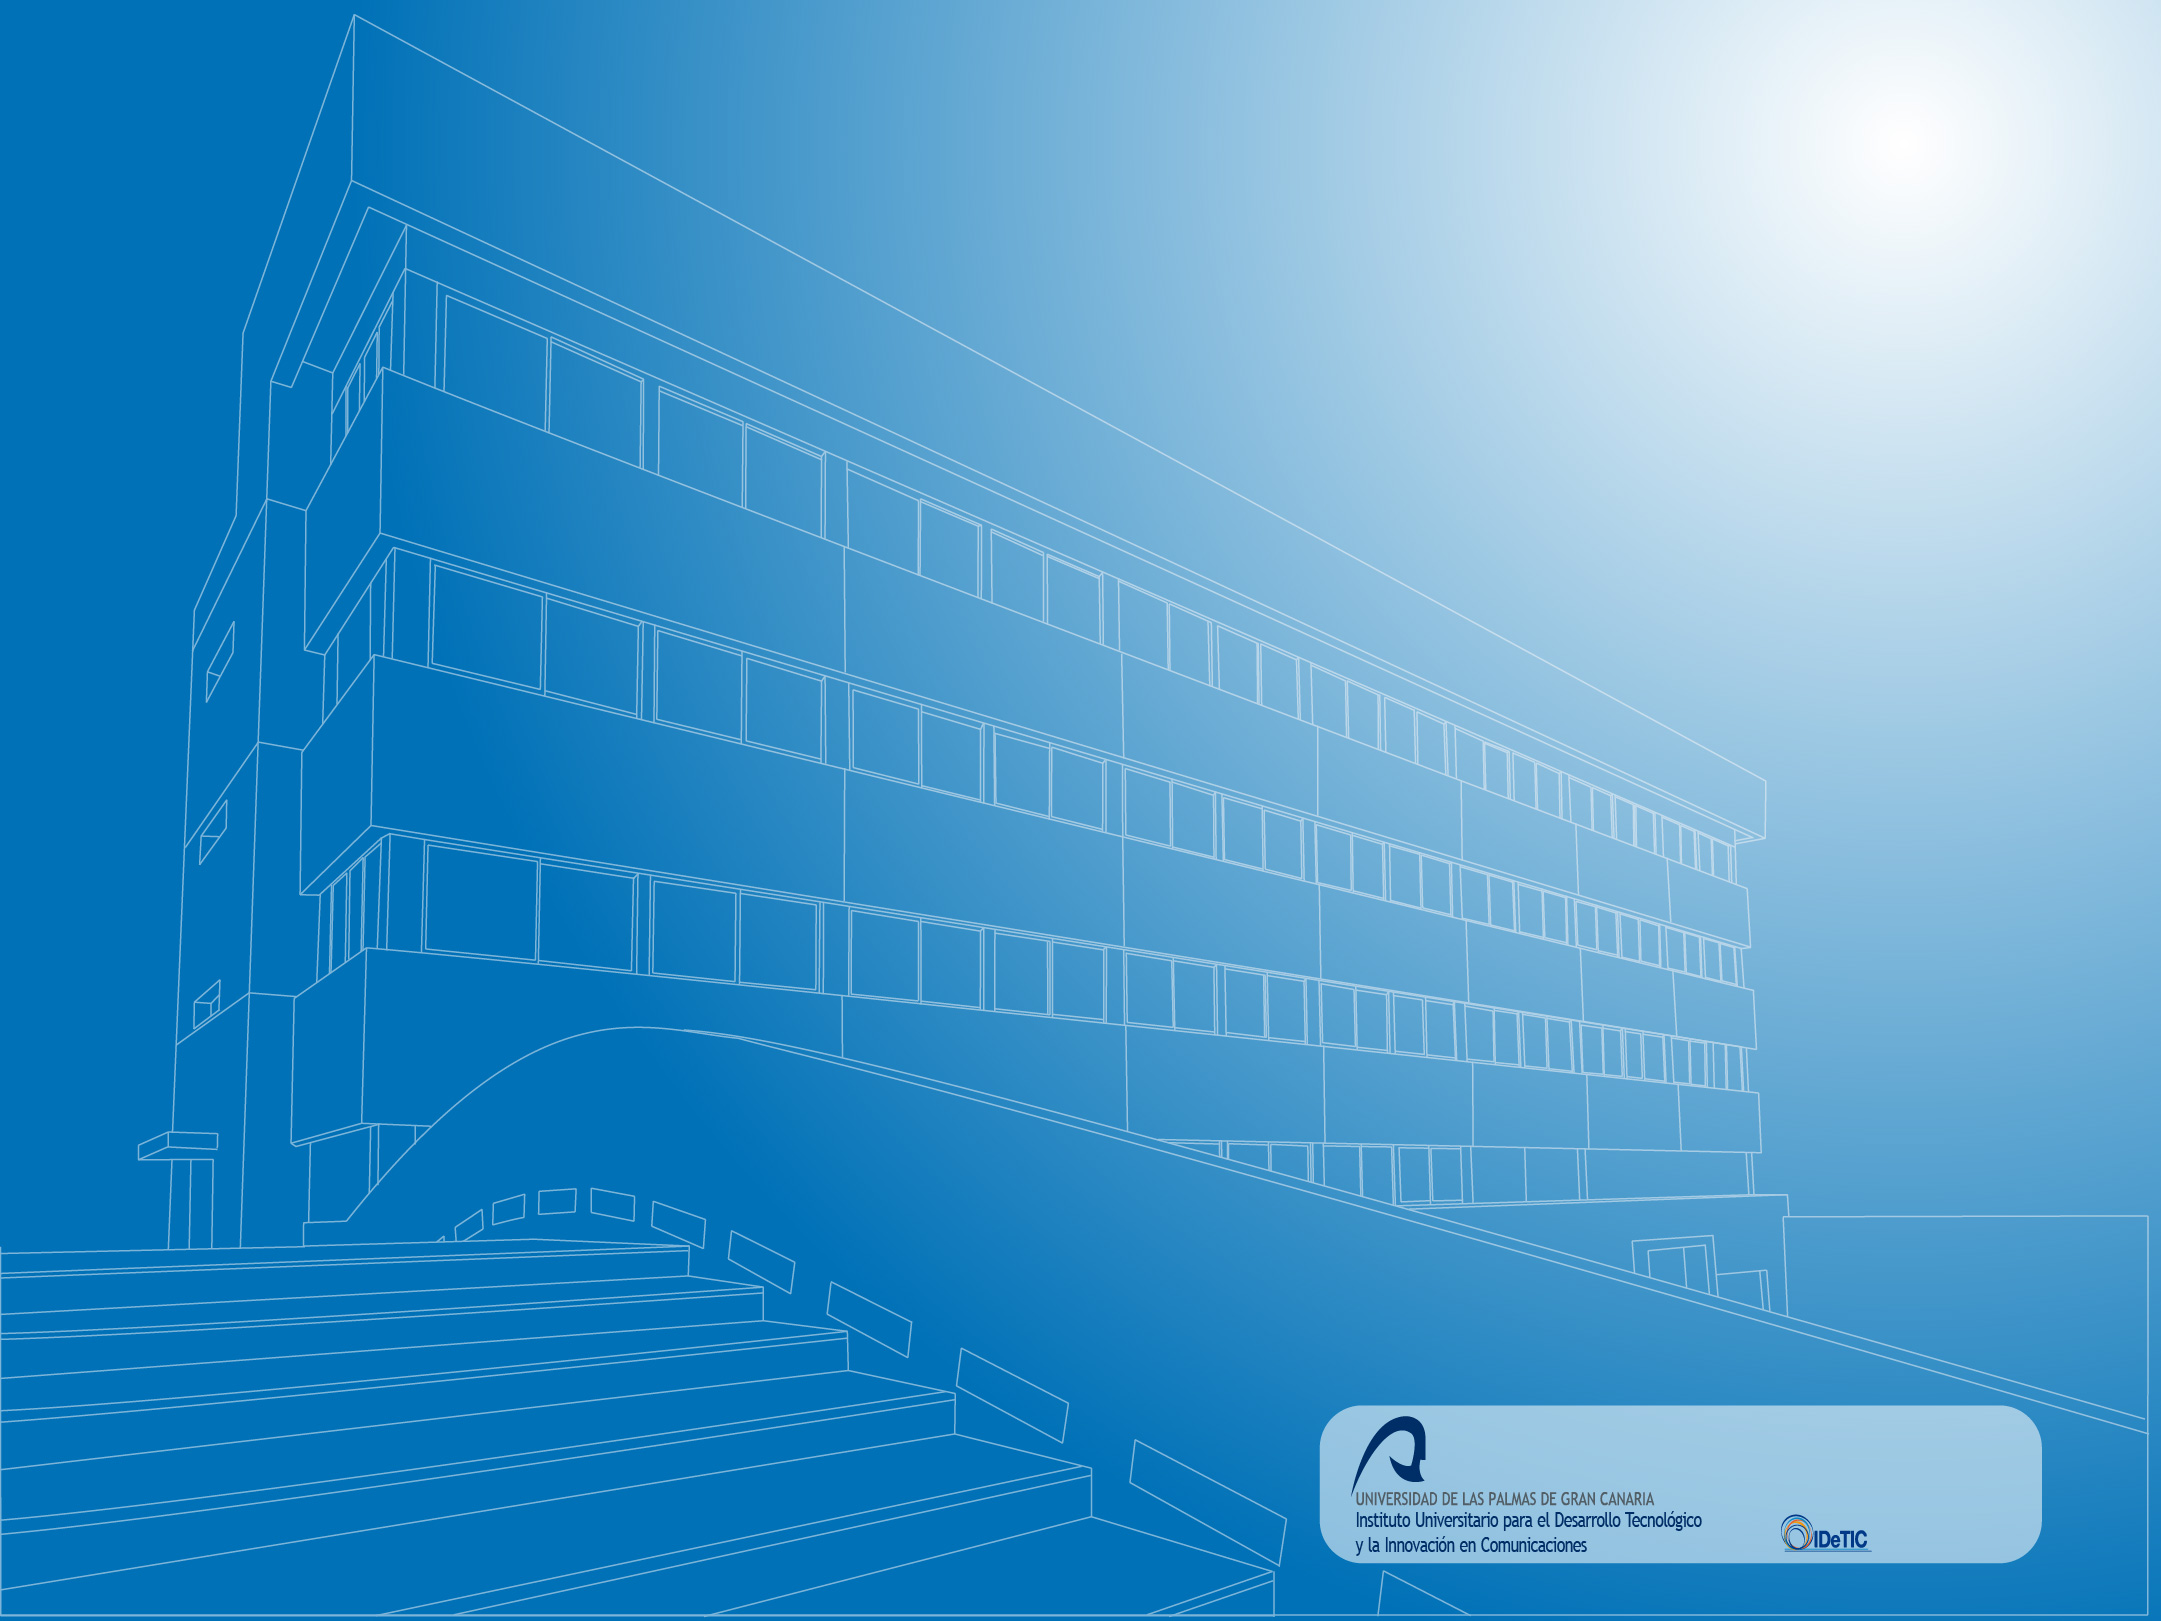 UNIVERSIDAD DE LAS PALMAS DE GRAN CANARIA
Instituto Universitario para el Desarrollo Tecnológico
y la Innovación en Comunicaciones
IDeTIC